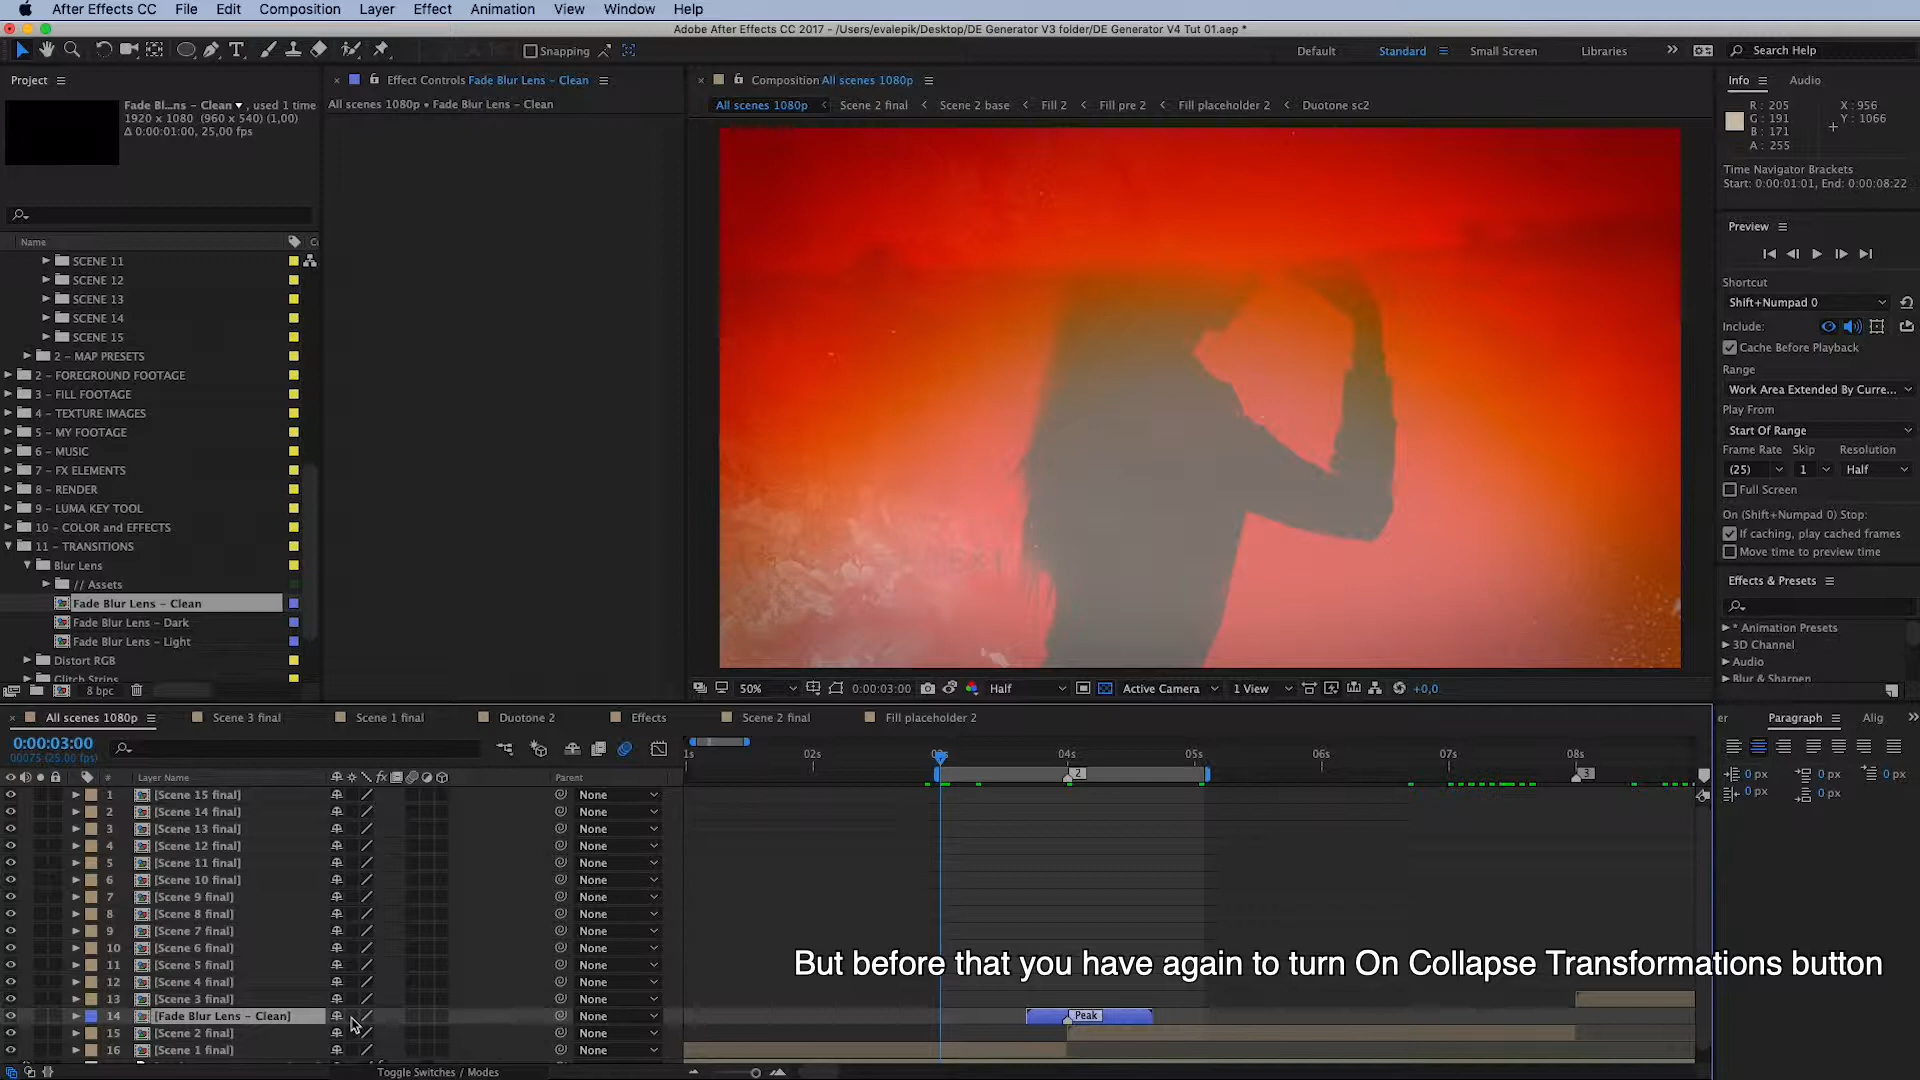 After Effects CC File Edit Composition Layer Effect Animation View Window Help
Adobe After Effects CC 2017 - /Users/evalepik/Desktop/DE Generator V3 folder/DE Generator V4 Tut 01.aep *
Snapping Default Standard Small Screen Libraries Search Help
Project
Fade Bl...ns - Clean, used 1 time
1920 x 1080 (960 x 540) (1,00)
Δ 0:00:01:00, 25,00 fps
Name
SCENE 11
SCENE 12
SCENE 13
SCENE 14
SCENE 15
2 - MAP PRESETS
2 - FOREGROUND FOOTAGE
3 - FILL FOOTAGE
4 - TEXTURE IMAGES
5 - MY FOOTAGE
6 - MUSIC
7 - FX ELEMENTS
8 - RENDER
9 - LUMA KEY TOOL
10 - COLOR and EFFECTS
11 - TRANSITIONS
Blur Lens
// Assets
Fade Blur Lens - Clean
Fade Blur Lens - Dark
Fade Blur Lens - Light
Distort RGB
Glitch Strips
8 bpc
Effect Controls Fade Blur Lens - Clean
All scenes 1080p • Fade Blur Lens - Clean
Composition All scenes 1080p
All scenes 1080p Scene 2 final Scene 2 base Fill 2 Fill pre 2 Fill placeholder 2 Duotone sc2
50% 0:00:03:00 Half Active Camera 1 View +0,0
Info Audio
R: 205 X: 956
G: 191 Y: 1066
B: 171
A: 255
Time Navigator Brackets
Start: 0:00:01:01, End: 0:00:08:22
Preview
Shortcut
Shift+Numpad 0
Include:
Cache Before Playback
Range
Work Area Extended By Curre...
Play From
Start Of Range
Frame Rate Skip Resolution
(25) 1 Half
Full Screen
On (Shift+Numpad 0) Stop:
If caching, play cached frames
Move time to preview time
Effects & Presets
* Animation Presets
3D Channel
Audio
Blur & Sharpen
er Paragraph Alig
0 px 0 px 0 px
0 px 0 px
All scenes 1080p Scene 3 final Scene 1 final Duotone 2 Effects Scene 2 final Fill placeholder 2
0:00:03:00
00075 (25.00 fps)
1s 02s 03s 04s 05s 06s 07s 08s
2 3
# Layer Name Parent
1 [Scene 15 final] None
2 [Scene 14 final] None
3 [Scene 13 final] None
4 [Scene 12 final] None
5 [Scene 11 final] None
6 [Scene 10 final] None
7 [Scene 9 final] None
8 [Scene 8 final] None
9 [Scene 7 final] None
10 [Scene 6 final] None
11 [Scene 5 final] None
12 [Scene 4 final] None
13 [Scene 3 final] None
14 [Fade Blur Lens - Clean] None
15 [Scene 2 final] None
16 [Scene 1 final] None
Peak
But before that you have again to turn On Collapse Transformations button
Toggle Switches / Modes